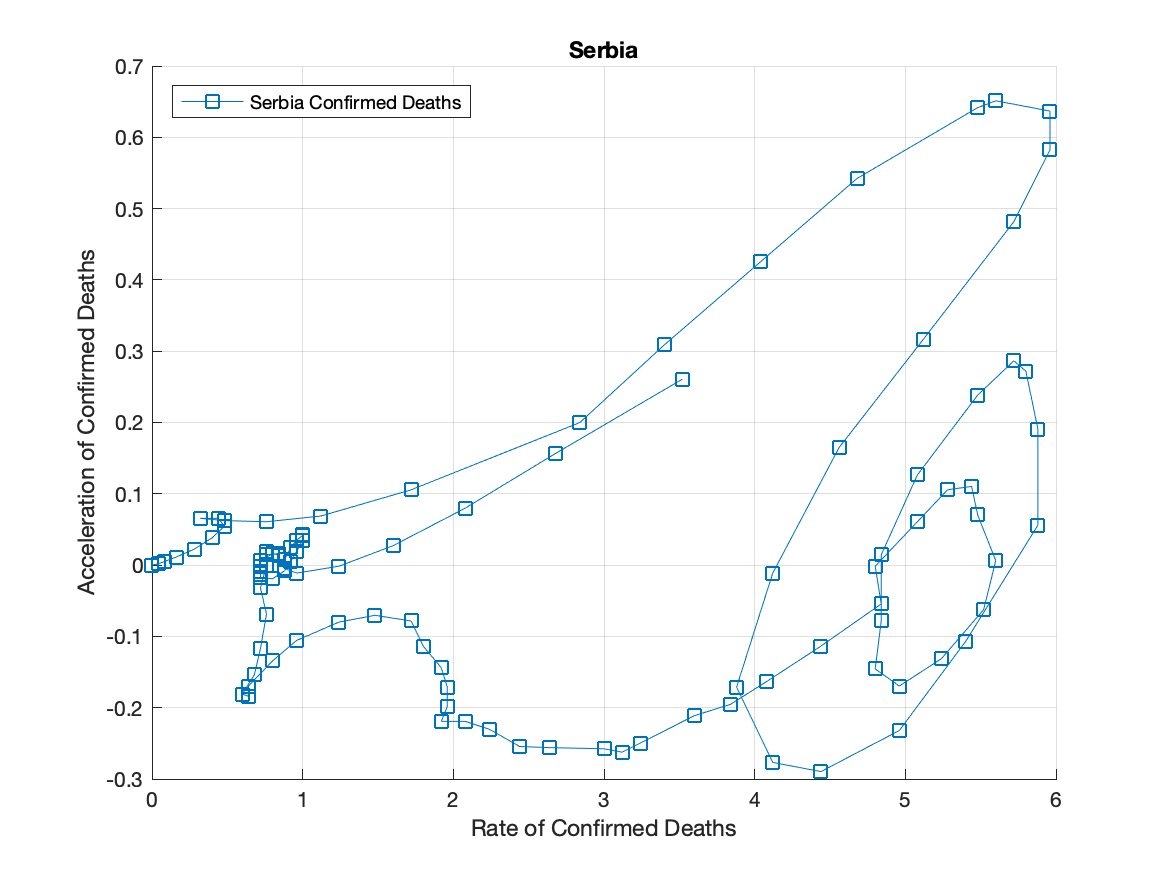 Serbia
Serbia Confirmed Deaths
Acceleration of Confirmed Deaths
0.7
0.6
0.5
0.4
0.3
0.2
0.1
0
-0.1
-0.2
-0.3
0 1 2 3 4 5 6
Rate of Confirmed Deaths